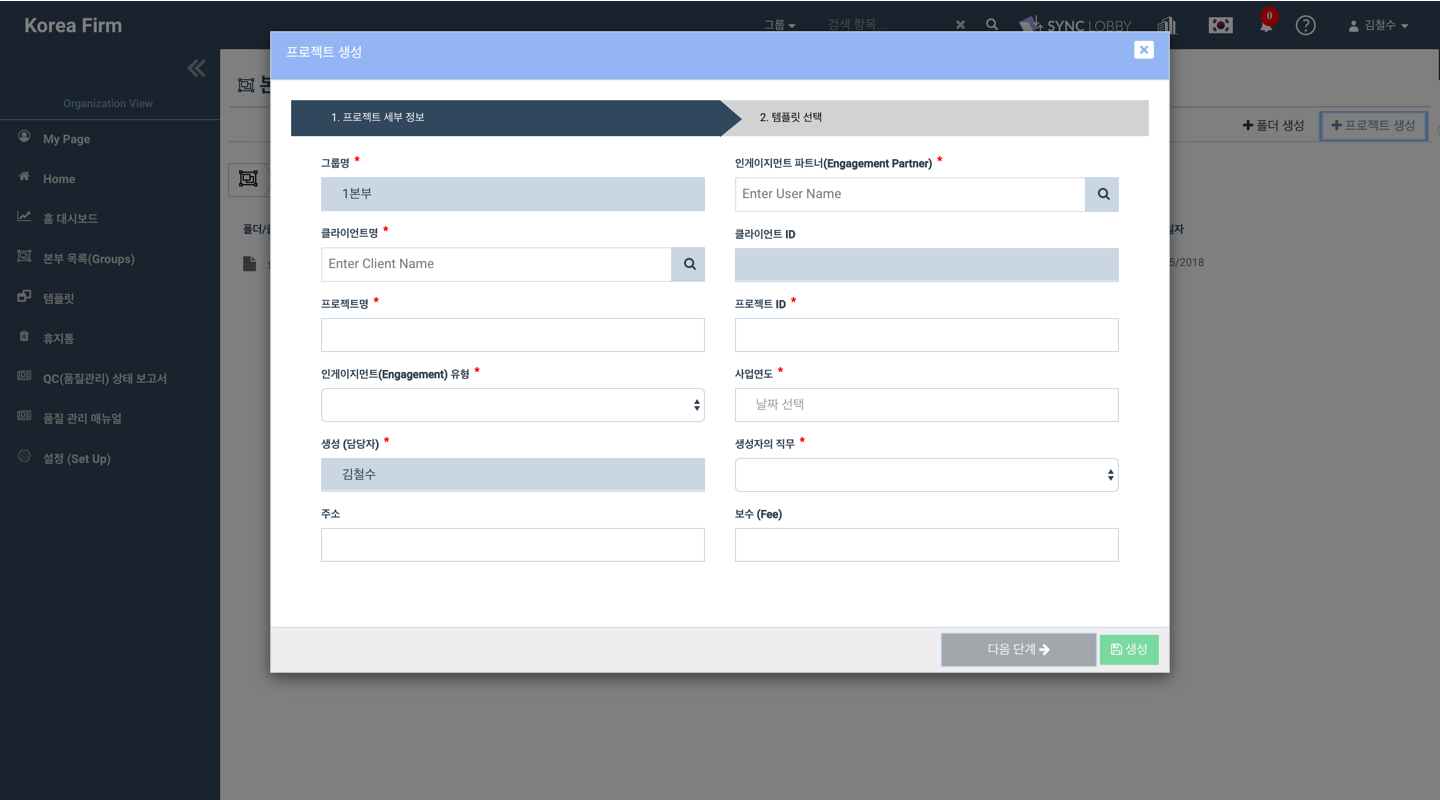 Korea Firm
그룹
검색 항목...
SYNC LOBBY
0
김철수
프로젝트 생성
Organization View
My Page
Home
홈 대시보드
본부 목록(Groups)
템플릿
휴지통
QC(품질관리) 상태 보고서
품질 관리 매뉴얼
설정 (Set Up)
폴더 생성
프로젝트 생성
1. 프로젝트 세부 정보
2. 템플릿 선택
그룹명 *
인게이지먼트 파트너(Engagement Partner) *
1본부
Enter User Name
클라이언트명 *
클라이언트 ID
Enter Client Name
프로젝트명 *
프로젝트 ID *
인게이지먼트(Engagement) 유형 *
사업연도 *
날짜 선택
생성 (담당자) *
생성자의 직무 *
김철수
주소
보수 (Fee)
다음 단계
생성
폴더/
일자
5/2018